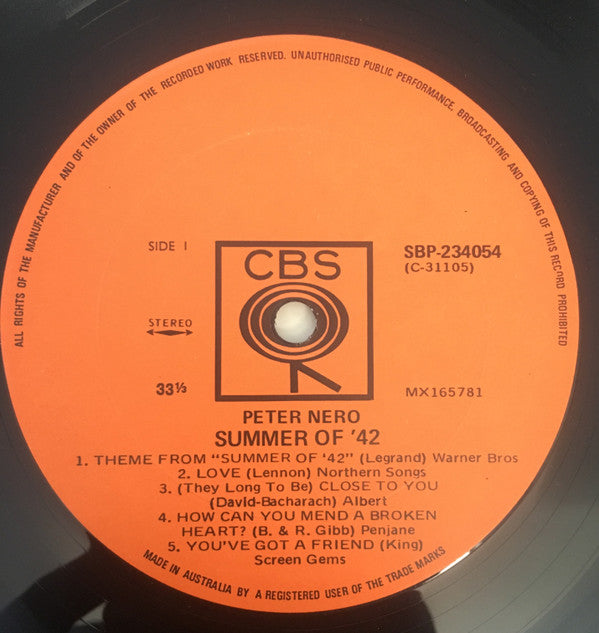 ALL RIGHTS OF THE MANUFACTURER AND OF THE OWNER OF THE RECORDED WORK RESERVED. UNAUTHORISED PUBLIC PERFORMANCE, BROADCASTING AND COPYING OF THIS RECORD PROHIBITED
SIDE I
CBS
SBP-234054
(C-31105)
STEREO
33⅓
MX165781
PETER NERO
SUMMER OF '42
1. THEME FROM "SUMMER OF '42" (Legrand) Warner Bros
2. LOVE (Lennon) Northern Songs
3. (They Long To Be) CLOSE TO YOU
(David-Bacharach) Albert
4. HOW CAN YOU MEND A BROKEN
HEART? (B. & R. Gibb) Penjane
5. YOU'VE GOT A FRIEND (King)
Screen Gems
MADE IN AUSTRALIA BY A REGISTERED USER OF THE TRADE MARKS